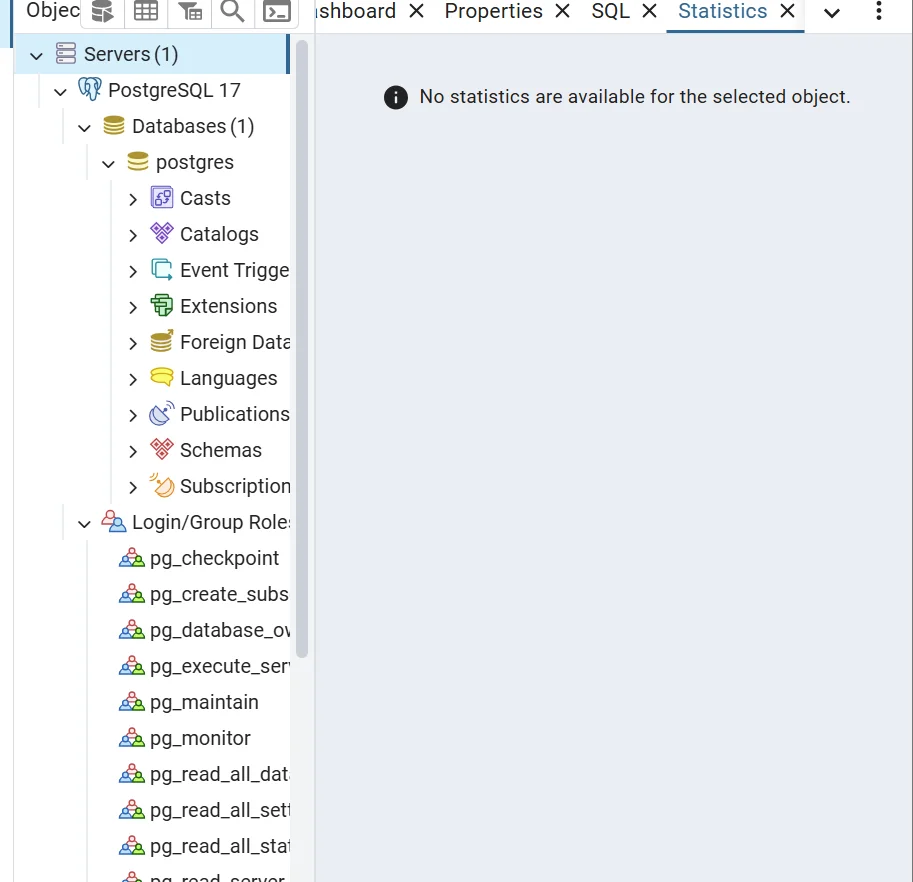 Objec
shboard Properties SQL Statistics
Servers (1)
No statistics are available for the selected object.
PostgreSQL 17
Databases (1)
postgres
Casts
Catalogs
Event Trigge
Extensions
Foreign Data
Languages
Publications
Schemas
Subscription
Login/Group Roles
pg_checkpoint
pg_create_subs
pg_database_ow
pg_execute_serv
pg_maintain
pg_monitor
pg_read_all_data
pg_read_all_sett
pg_read_all_stat
pg_read_server